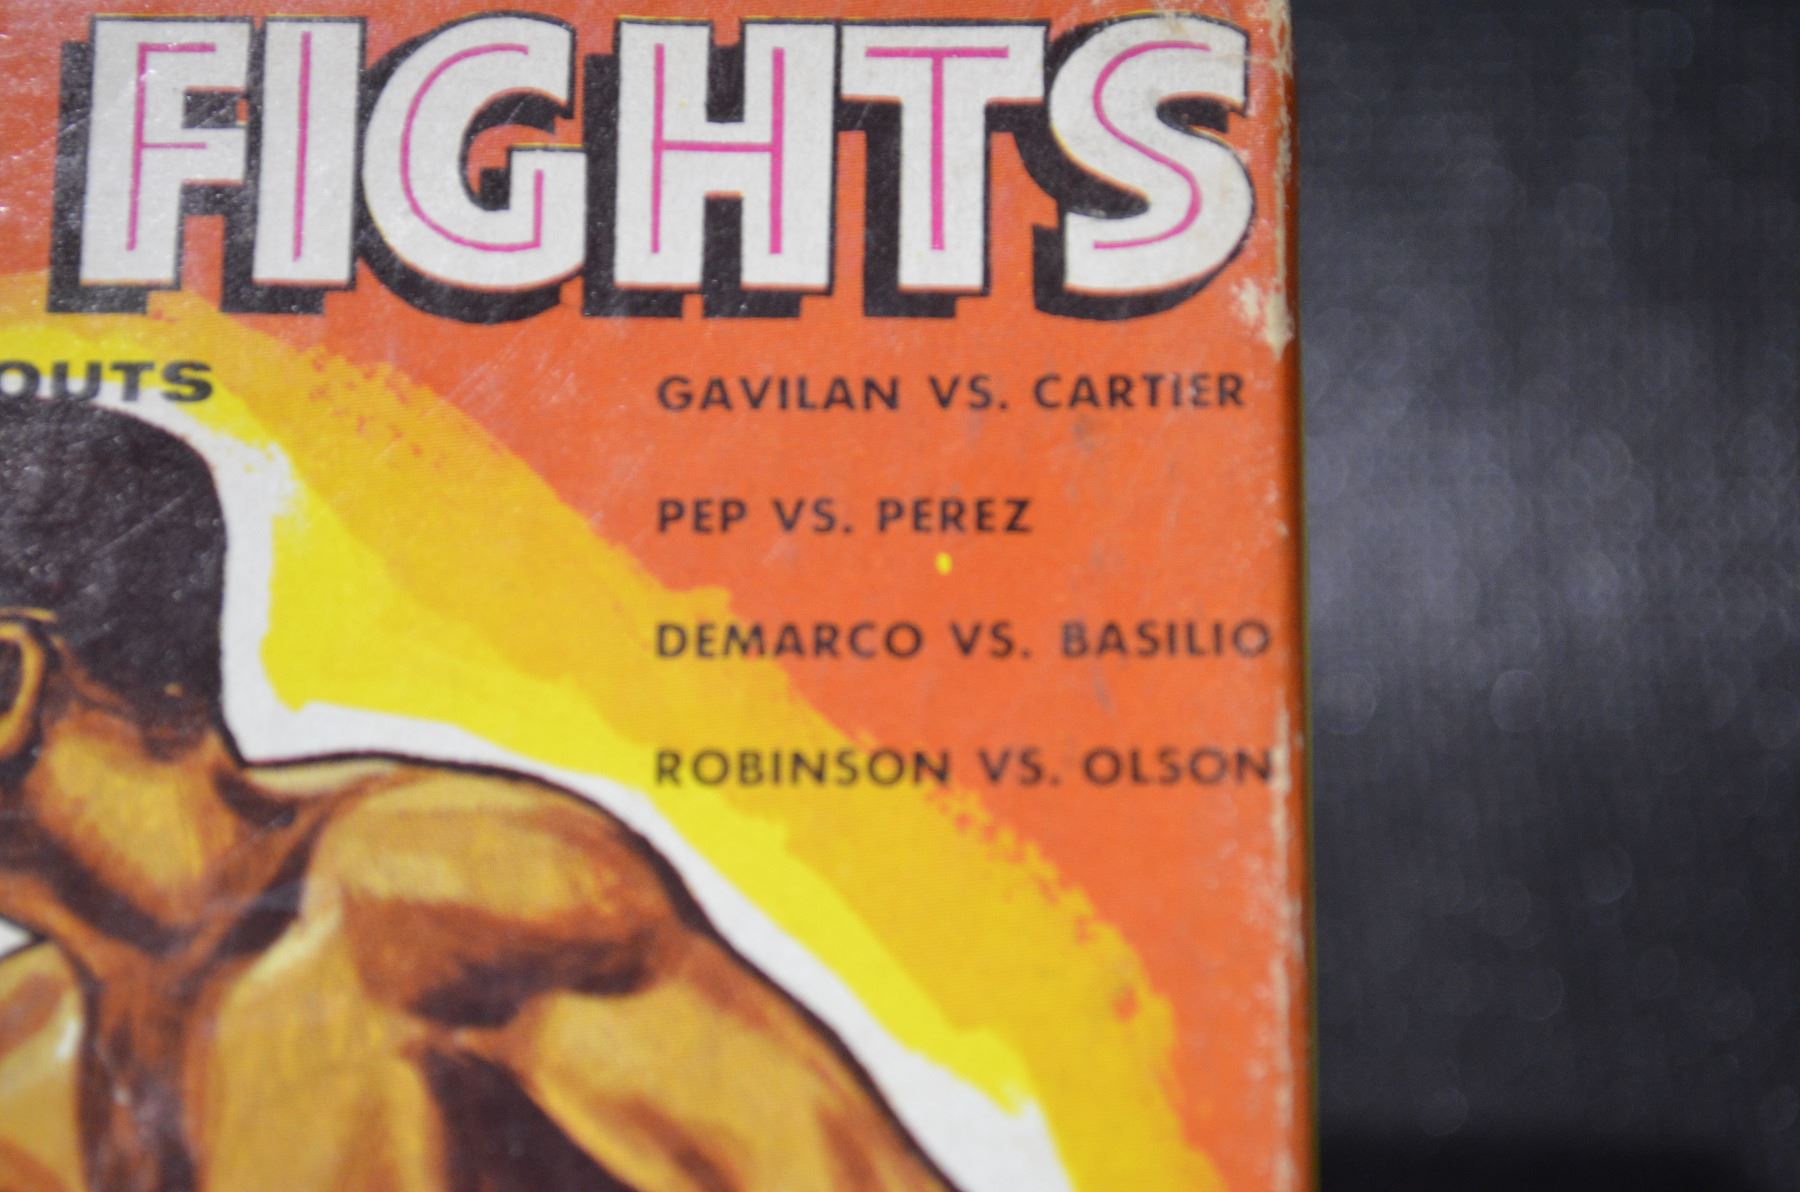 FIGHTS
OUTS
GAVILAN VS. CARTIER
PEP VS. PEREZ
DEMARCO VS. BASILIO
ROBINSON VS. OLSON